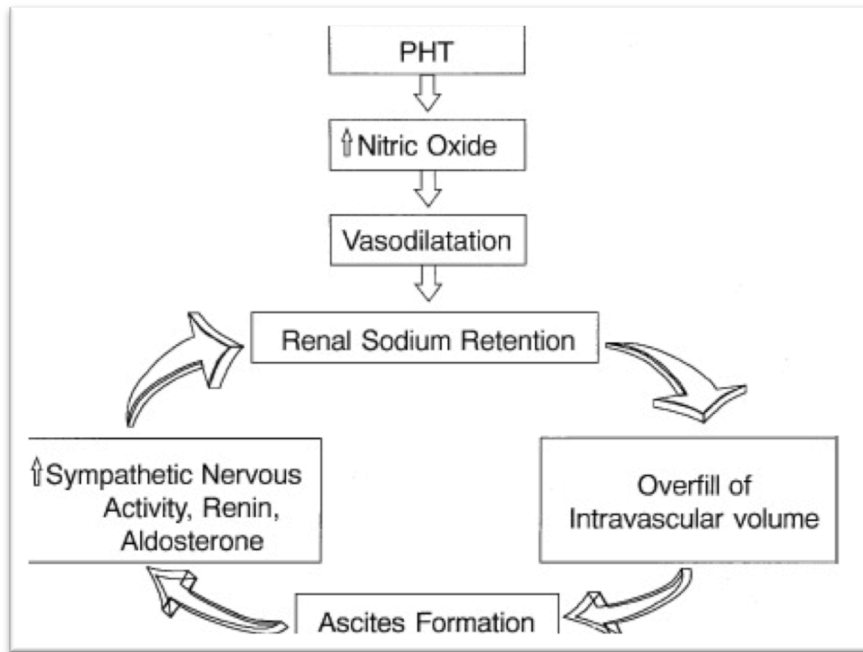 PHT
⇧Nitric Oxide
Vasodilatation
Renal Sodium Retention
⇧Sympathetic Nervous
Activity, Renin,
Aldosterone
Overfill of
Intravascular volume
Ascites Formation